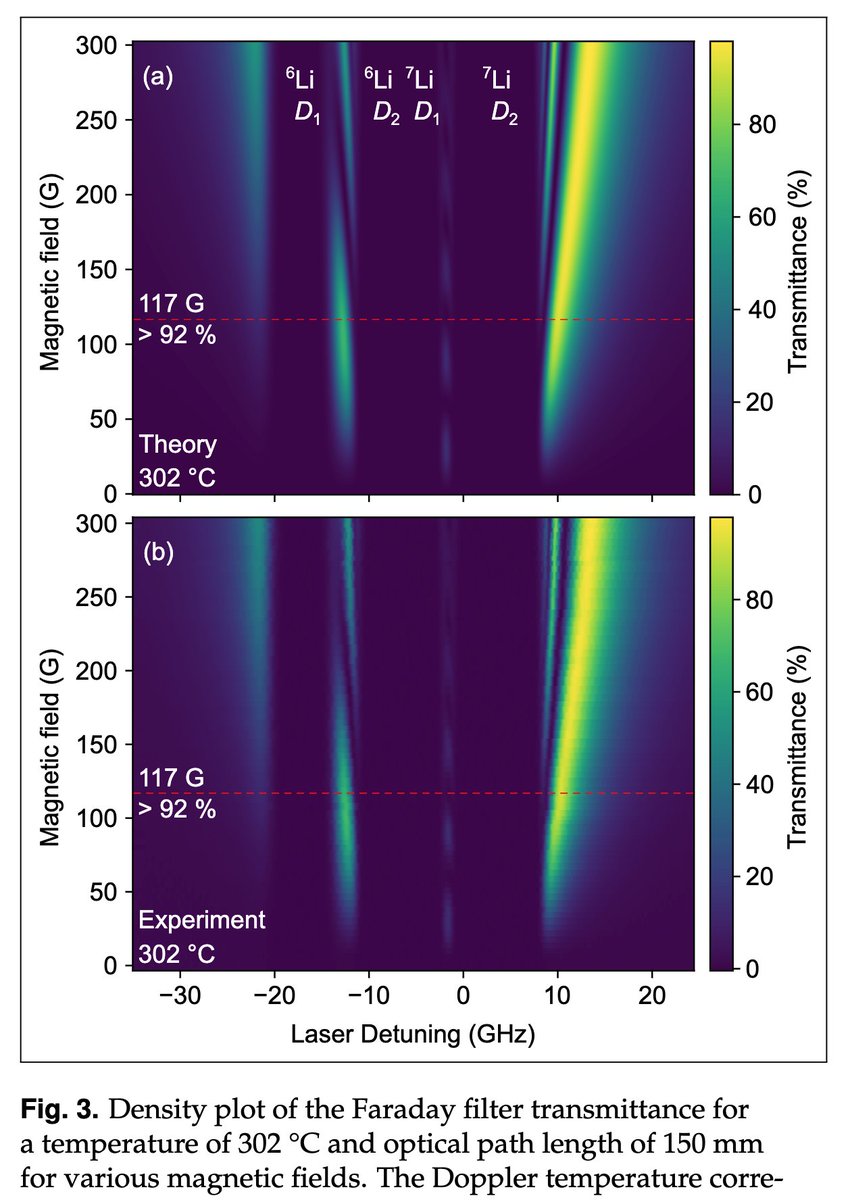 300
250
200
150
100
50
0
Magnetic field (G)
(a)
⁶Li
D₁
⁶Li ⁷Li
D₂ D₁
⁷Li
D₂
117 G
> 92 %
Theory
302 °C
80
60
40
20
0
Transmittance (%)
300
250
200
150
100
50
0
Magnetic field (G)
(b)
117 G
> 92 %
Experiment
302 °C
80
60
40
20
0
Transmittance (%)
−30 −20 −10 0 10 20
Laser Detuning (GHz)
Fig. 3. Density plot of the Faraday filter transmittance for
a temperature of 302 °C and optical path length of 150 mm
for various magnetic fields. The Doppler temperature corre-